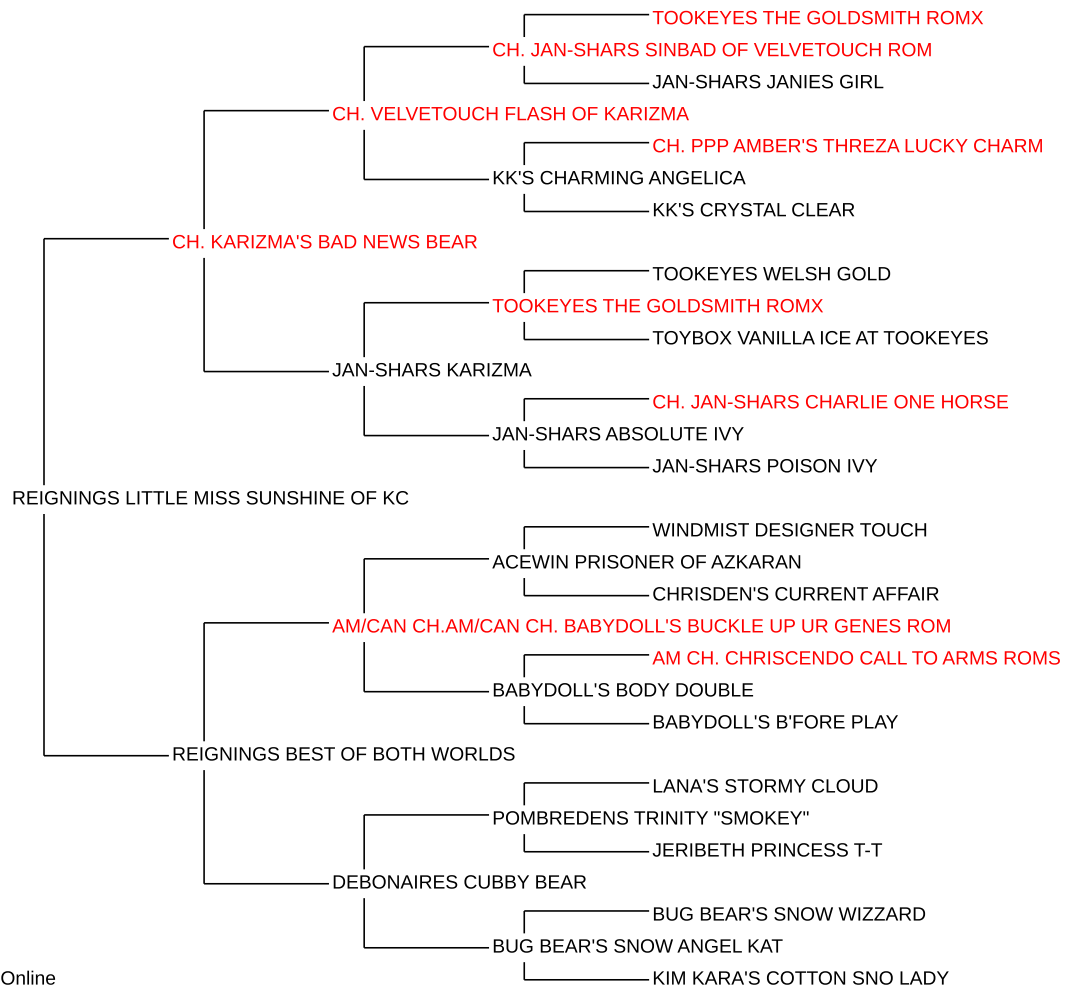 TOOKEYES THE GOLDSMITH ROMX
CH. JAN-SHARS SINBAD OF VELVETOUCH ROM
JAN-SHARS JANIES GIRL
CH. VELVETOUCH FLASH OF KARIZMA
CH. PPP AMBER'S THREZA LUCKY CHARM
KK'S CHARMING ANGELICA
KK'S CRYSTAL CLEAR
CH. KARIZMA'S BAD NEWS BEAR
TOOKEYES WELSH GOLD
TOOKEYES THE GOLDSMITH ROMX
TOYBOX VANILLA ICE AT TOOKEYES
JAN-SHARS KARIZMA
CH. JAN-SHARS CHARLIE ONE HORSE
JAN-SHARS ABSOLUTE IVY
JAN-SHARS POISON IVY
REIGNINGS LITTLE MISS SUNSHINE OF KC
WINDMIST DESIGNER TOUCH
ACEWIN PRISONER OF AZKARAN
CHRISDEN'S CURRENT AFFAIR
AM/CAN CH.AM/CAN CH. BABYDOLL'S BUCKLE UP UR GENES ROM
AM CH. CHRISCENDO CALL TO ARMS ROMS
BABYDOLL'S BODY DOUBLE
BABYDOLL'S B'FORE PLAY
REIGNINGS BEST OF BOTH WORLDS
LANA'S STORMY CLOUD
POMBREDENS TRINITY "SMOKEY"
JERIBETH PRINCESS T-T
DEBONAIRES CUBBY BEAR
BUG BEAR'S SNOW WIZZARD
BUG BEAR'S SNOW ANGEL KAT
KIM KARA'S COTTON SNO LADY
Online